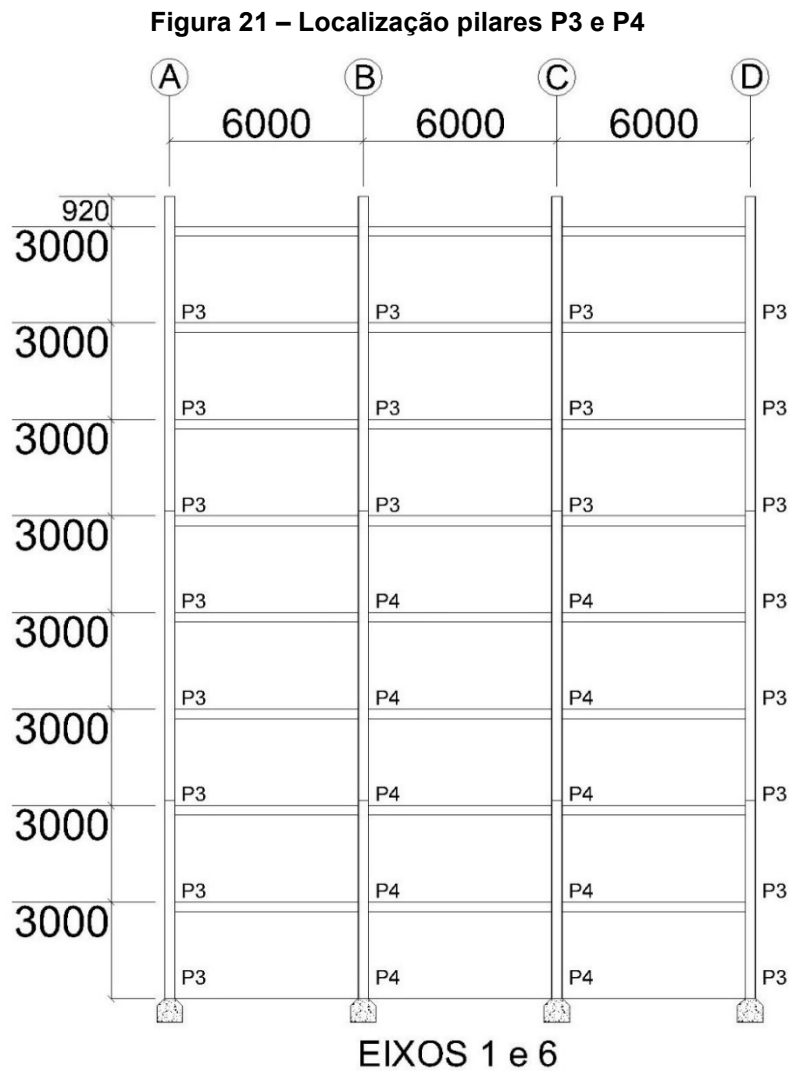 Figura 21 – Localização pilares P3 e P4
A B C D
6000 6000 6000
920
3000
P3 P3 P3 P3
3000
P3 P3 P3 P3
3000
P3 P3 P3 P3
3000
P3 P4 P4 P3
3000
P3 P4 P4 P3
3000
P3 P4 P4 P3
3000
P3 P4 P4 P3
3000
P3 P4 P4 P3
EIXOS 1 e 6